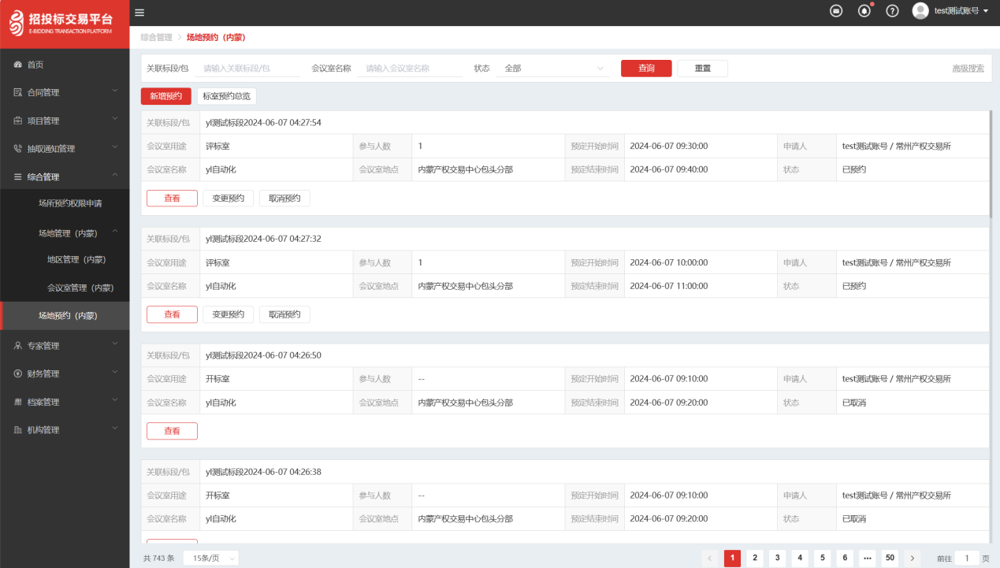 招投标交易平台
E-BIDDING TRANSACTION PLATFORM
test测试账号
综合管理 > 场地预约（内蒙）
首页
合同管理
项目管理
抽取通知管理
综合管理
场所预约权限申请
场地管理（内蒙）
地区管理（内蒙）
会议室管理（内蒙）
场地预约（内蒙）
专家管理
财务管理
档案管理
机构管理
关联标段/包 请输入关联标段/包 会议室名称 请输入会议室名称 状态 全部 查询 重置 高级搜索
新增预约 标室预约总览
关联标段/包 yl测试标段2024-06-07 04:27:54
会议室用途 评标室 参与人数 1 预定开始时间 2024-06-07 09:30:00 申请人 test测试账号 / 常州产权交易所
会议室名称 yl自动化 会议室地点 内蒙产权交易中心包头分部 预定结束时间 2024-06-07 09:40:00 状态 已预约
查看 变更预约 取消预约
关联标段/包 yl测试标段2024-06-07 04:27:32
会议室用途 评标室 参与人数 1 预定开始时间 2024-06-07 10:00:00 申请人 test测试账号 / 常州产权交易所
会议室名称 yl自动化 会议室地点 内蒙产权交易中心包头分部 预定结束时间 2024-06-07 11:00:00 状态 已预约
查看 变更预约 取消预约
关联标段/包 yl测试标段2024-06-07 04:26:50
会议室用途 开标室 参与人数 -- 预定开始时间 2024-06-07 09:10:00 申请人 test测试账号 / 常州产权交易所
会议室名称 yl自动化 会议室地点 内蒙产权交易中心包头分部 预定结束时间 2024-06-07 09:20:00 状态 已取消
查看
关联标段/包 yl测试标段2024-06-07 04:26:38
会议室用途 开标室 参与人数 -- 预定开始时间 2024-06-07 09:10:00 申请人 test测试账号 / 常州产权交易所
会议室名称 yl自动化 会议室地点 内蒙产权交易中心包头分部 预定结束时间 2024-06-07 09:20:00 状态 已取消
共 743 条 15条/页 < 1 2 3 4 5 6 ••• 50 > 前往 1 页